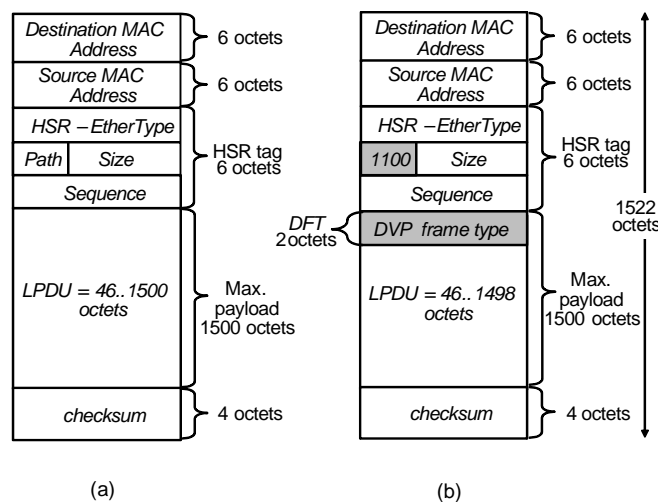 Destination MAC
Address
6 octets
Source MAC
Address
6 octets
HSR – EtherType
Path
Size
Sequence
HSR tag
6 octets
LPDU = 46..1500
octets
Max.
payload
1500 octets
checksum
4 octets
(a)
Destination MAC
Address
6 octets
Source MAC
Address
6 octets
HSR – EtherType
1100
Size
Sequence
HSR tag
6 octets
DFT
2 octets
DVP frame type
LPDU = 46..1498
octets
Max.
payload
1500 octets
checksum
4 octets
1522
octets
(b)